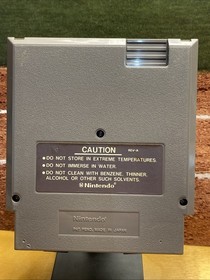 CAUTION
REV-A
•DO NOT STORE IN EXTREME TEMPERATURES.
•DO NOT IMMERSE IN WATER.
•DO NOT CLEAN WITH BENZENE, THINNER,
ALCOHOL OR OTHER SUCH SOLVENTS.
®Nintendo®
Nintendo
MADE IN JAPAN